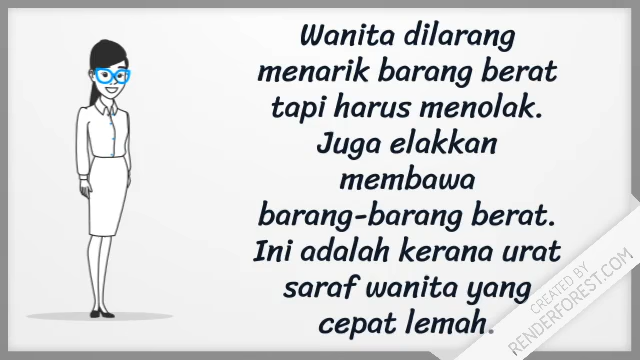 Wanita dilarang
menarik barang berat
tapi harus menolak.
Juga elakkan
membawa
barang-barang berat.
Ini adalah kerana urat
saraf wanita yang
cepat lemah.
CREATED BY
RENDERFOREST.COM